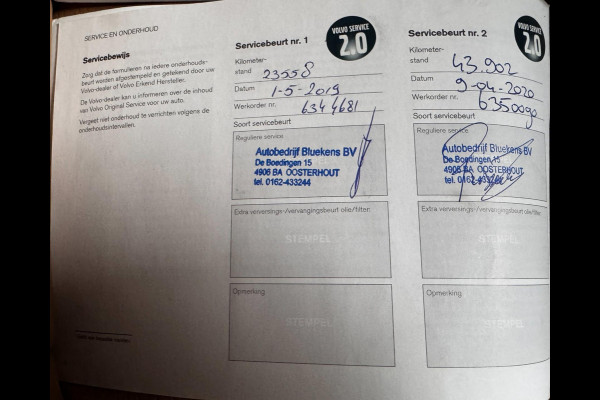 SERVICE EN ONDERHOUD
Servicebewijs
Zorg dat de formulieren na iedere onderhouds-
beurt worden afgestempeld en getekend door uw
Volvo-dealer of Volvo Erkend Hersteller.
De Volvo-dealer kan u informeren over de inhoud
van Volvo Original Service voor uw auto.
Vergeet niet onderhoud te verrichten volgens de
onderhoudsintervallen.
Servicebeurt nr. 1
VOLVO SERVICE
2.0
Kilometer-
stand 23558
Datum 1-5-2019
Werkorder nr. 6344681
Soort servicebeurt
Reguliere service
Autobedrijf Bluekens BV
De Boedingen 15
4906 BA OOSTERHOUT
tel. 0162-433244
Extra verversings-/vervangingsbeurt olie/filter:
STEMPEL
Opmerking
STEMPEL
Servicebeurt nr. 2
VOLVO SERVICE
2.0
Kilometer-
stand 43.902
Datum 9-04-2020
Werkorder nr. 6350090
Soort servicebeurt
Reguliere service
Autobedrijf Bluekens BV
De Boedingen 15
4906 BA OOSTERHOUT
tel. 0162-433244
Extra verversings-/vervangingsbeurt olie/filter:
STEMPEL
Opmerking
STEMPEL